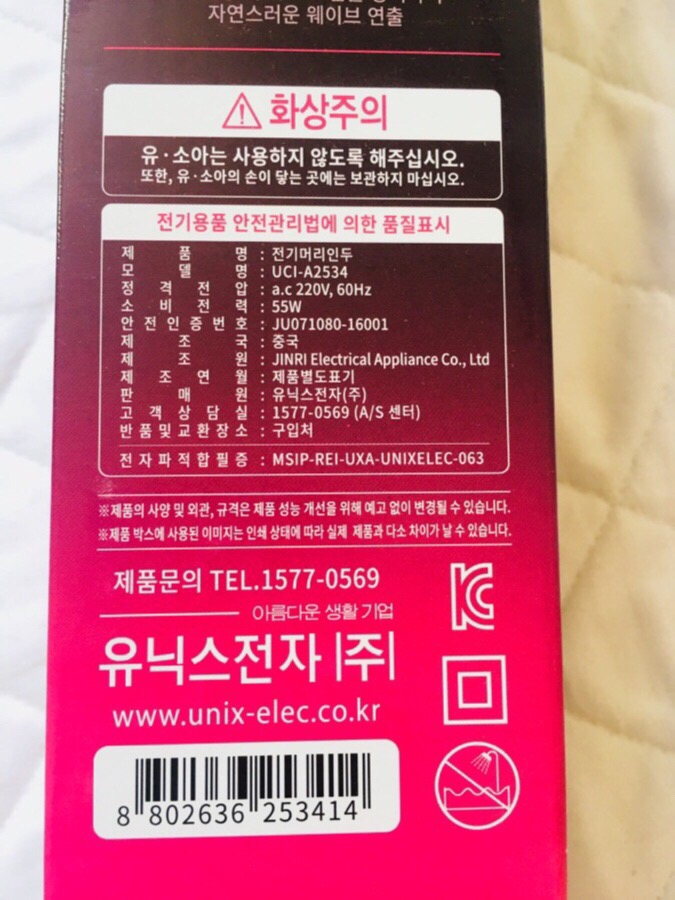 자연스러운 웨이브 연출
화상주의
유·소아는 사용하지 않도록 해주십시오.
또한, 유·소아의 손이 닿는 곳에는 보관하지 마십시오.
전기용품 안전관리법에 의한 품질표시
제품명 : 전기머리인두
모델명 : UCI-A2534
정격전압 : a.c 220V, 60Hz
소비전력 : 55W
안전인증번호 : JU071080-16001
제조국 : 중국
제조원 : JINRI Electrical Appliance Co., Ltd
제조연월 : 제품별도표기
판매원 : 유닉스전자(주)
고객상담실 : 1577-0569 (A/S 센터)
반품및교환장소 : 구입처
전자파적합필증 : MSIP-REI-UXA-UNIXELEC-063
※제품의 사양 및 외관, 규격은 제품 성능 개선을 위해 예고 없이 변경될 수 있습니다.
※제품 박스에 사용된 이미지는 인쇄 상태에 따라 실제 제품과 다소 차이가 날 수 있습니다.
제품문의 TEL.1577-0569
아름다운 생활 기업
유닉스전자(주)
www.unix-elec.co.kr
8 802636 253414